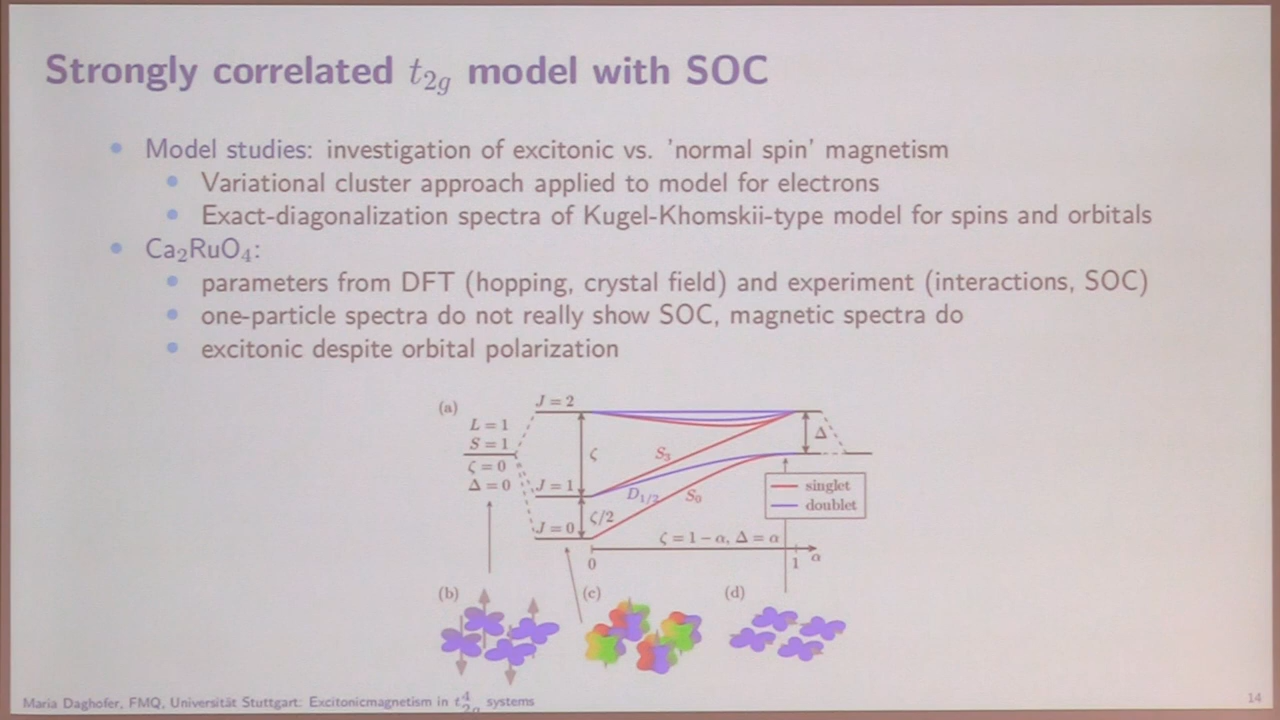 Strongly correlated t₂g model with SOC
• Model studies: investigation of excitonic vs. 'normal spin' magnetism
• Variational cluster approach applied to model for electrons
• Exact-diagonalization spectra of Kugel-Khomskii-type model for spins and orbitals
• Ca₂RuO₄:
• parameters from DFT (hopping, crystal field) and experiment (interactions, SOC)
• one-particle spectra do not really show SOC, magnetic spectra do
• excitonic despite orbital polarization
(a)
L = 1
S = 1
ζ = 0
Δ = 0
J = 2
J = 1
J = 0
ζ
ζ/2
S₃
D₁/₂
S₀
Δ
singlet
doublet
ζ = 1 − α, Δ = α
0
1
α
(b)
(c)
(d)
Maria Daghofer, FMQ, Universität Stuttgart: Excitonicmagnetism in t⁴₂g systems
14